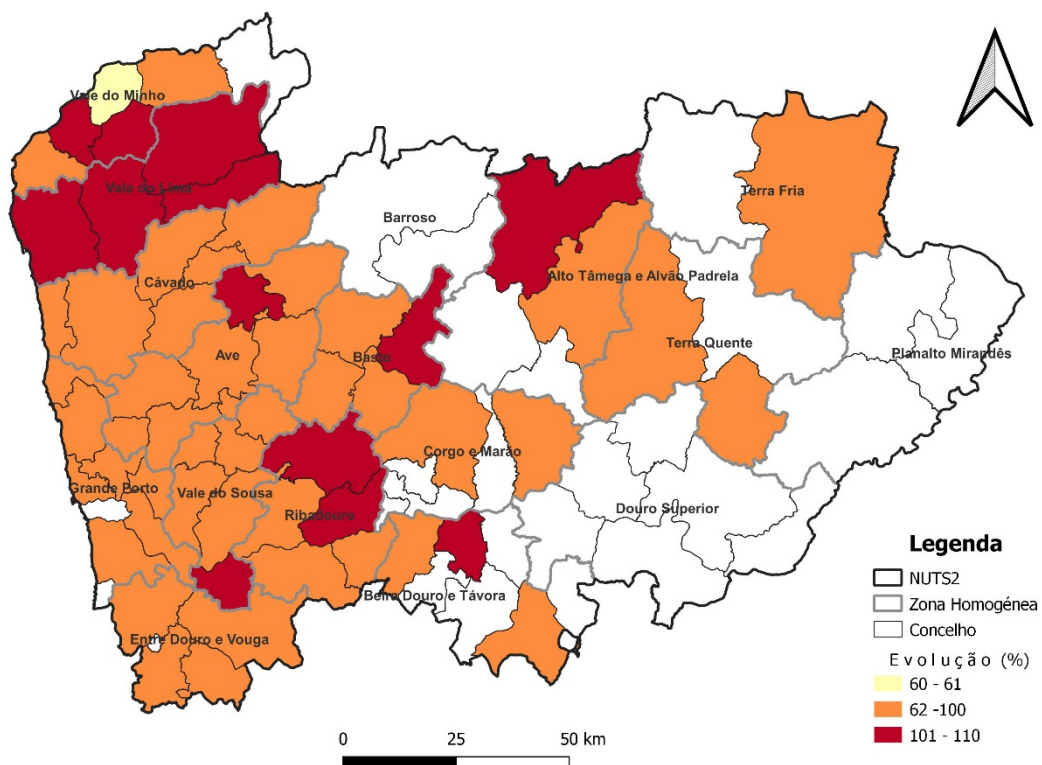 Vale do Minho
Vale do Lima
Terra Fria
Barroso
Alto Tâmega e Alvão Padrela
Cávado
Ave
Basto
Terra Quente
Planalto Mirandês
Corgo e Marão
Grande Porto
Vale do Sousa
Ribadouro
Douro Superior
Beira Douro e Távora
Entre Douro e Vouga
Legenda
NUTS2
Zona Homogénea
Concelho
Evolução (%)
60 - 61
62 -100
101 - 110
0 25 50 km